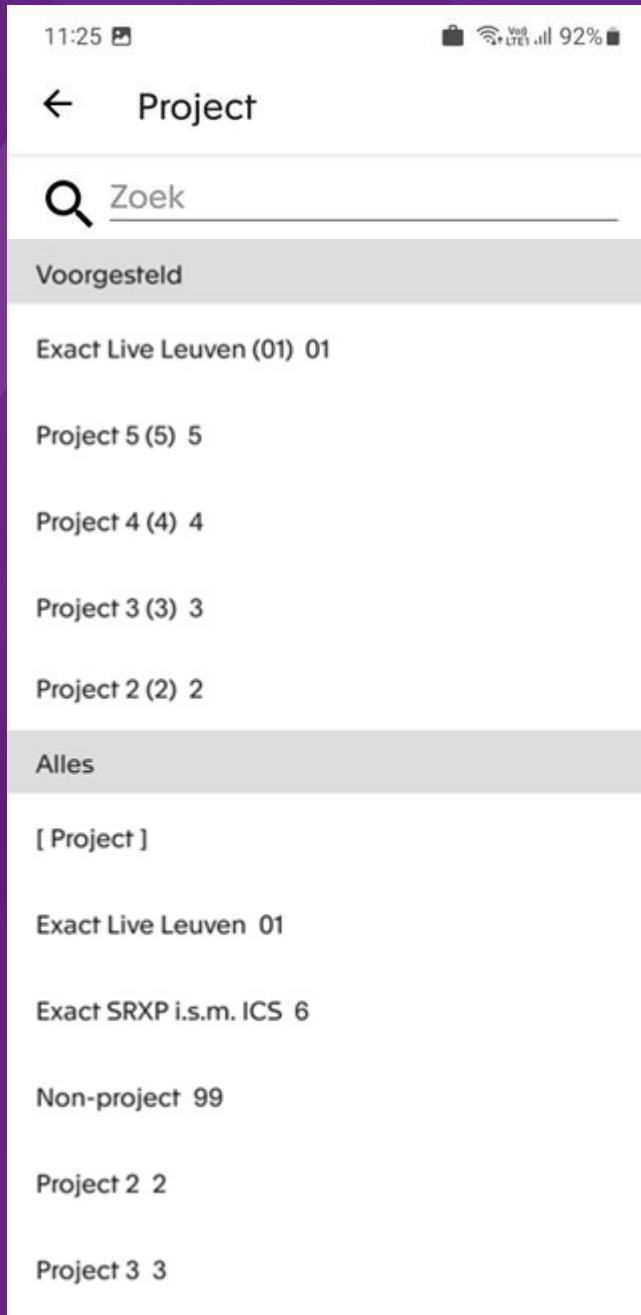 11:25 Vo) LTE1 92%
Project
Zoek
Voorgesteld
Exact Live Leuven (01) 01
Project 5 (5) 5
Project 4 (4) 4
Project 3 (3) 3
Project 2 (2) 2
Alles
[ Project ]
Exact Live Leuven 01
Exact SRXP i.s.m. ICS 6
Non-project 99
Project 2 2
Project 3 3